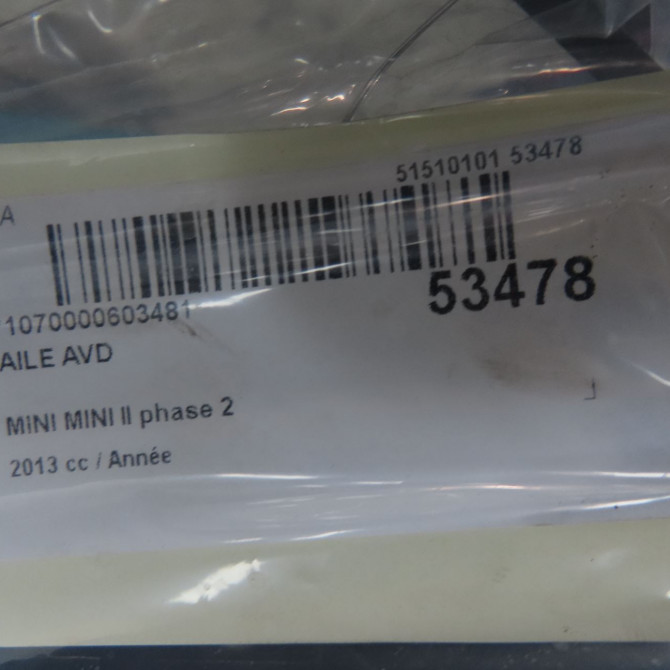 51510101 53478
A
53478
1070000603481
AILE AVD
MINI MINI II phase 2
2013 cc / Année